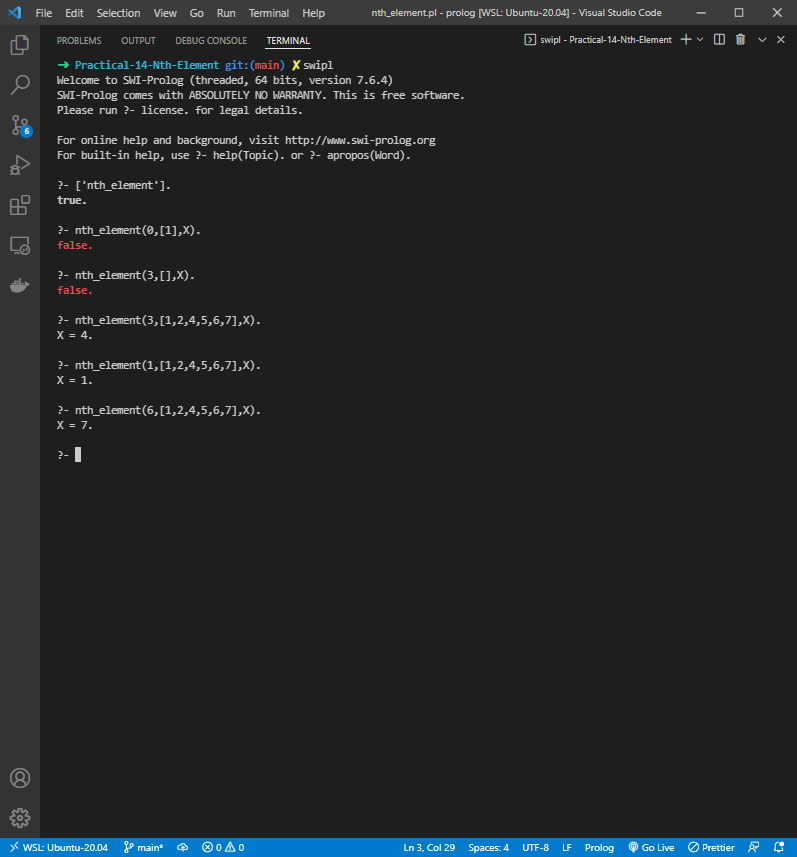 File Edit Selection View Go Run Terminal Help nth_element.pl - prolog [WSL: Ubuntu-20.04] - Visual Studio Code
PROBLEMS OUTPUT DEBUG CONSOLE TERMINAL swipl - Practical-14-Nth-Element
6
➜ Practical-14-Nth-Element git:(main) ✗ swipl
Welcome to SWI-Prolog (threaded, 64 bits, version 7.6.4)
SWI-Prolog comes with ABSOLUTELY NO WARRANTY. This is free software.
Please run ?- license. for legal details.
For online help and background, visit http://www.swi-prolog.org
For built-in help, use ?- help(Topic). or ?- apropos(Word).
?- ['nth_element'].
true.
?- nth_element(0,[1],X).
false.
?- nth_element(3,[],X).
false.
?- nth_element(3,[1,2,4,5,6,7],X).
X = 4.
?- nth_element(1,[1,2,4,5,6,7],X).
X = 1.
?- nth_element(6,[1,2,4,5,6,7],X).
X = 7.
?-
WSL: Ubuntu-20.04 main* 0 0 Ln 3, Col 29 Spaces: 4 UTF-8 LF Prolog Go Live Prettier